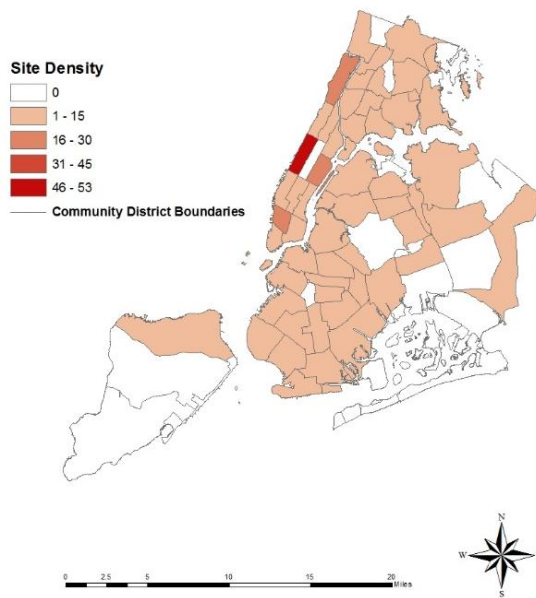 Site Density
0
1 - 15
16 - 30
31 - 45
46 - 53
Community District Boundaries
N
W
E
S
0 2.5 5 10 15 20
Miles